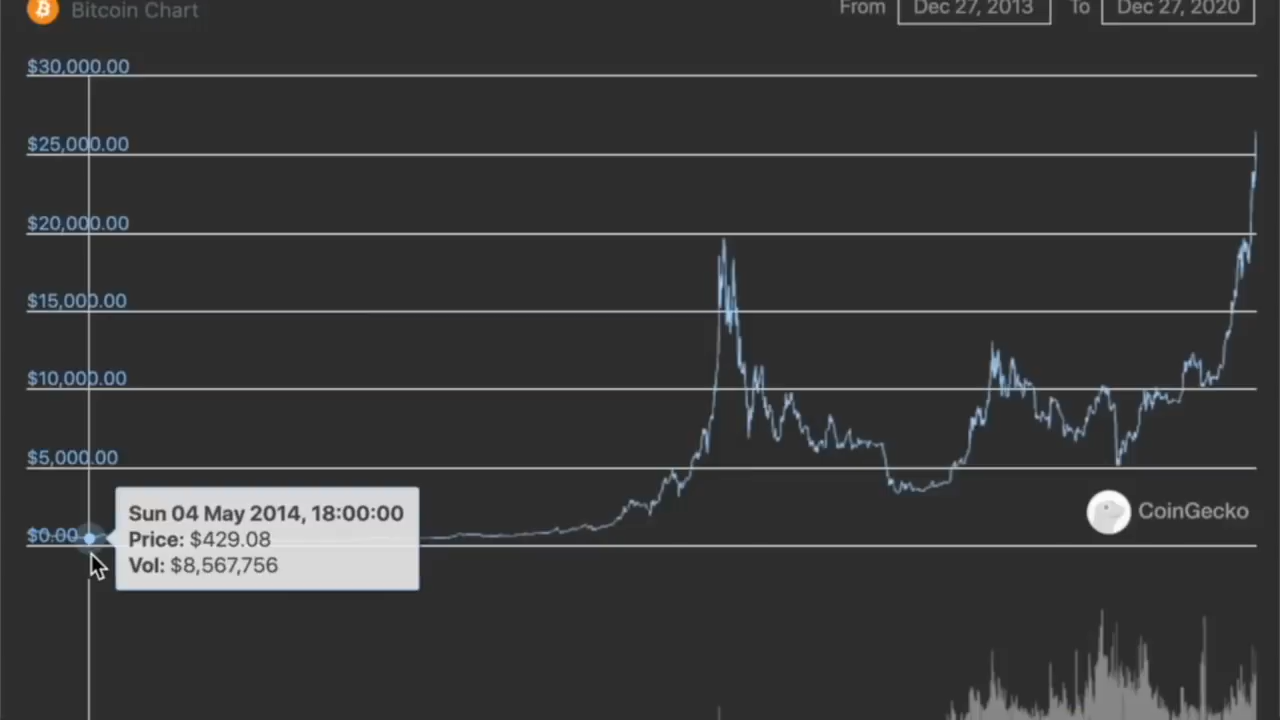 Bitcoin Chart
From Dec 27, 2013 To Dec 27, 2020
$30,000.00
$25,000.00
$20,000.00
$15,000.00
$10,000.00
$5,000.00
$0.00
Sun 04 May 2014, 18:00:00
Price: $429.08
Vol: $8,567,756
CoinGecko